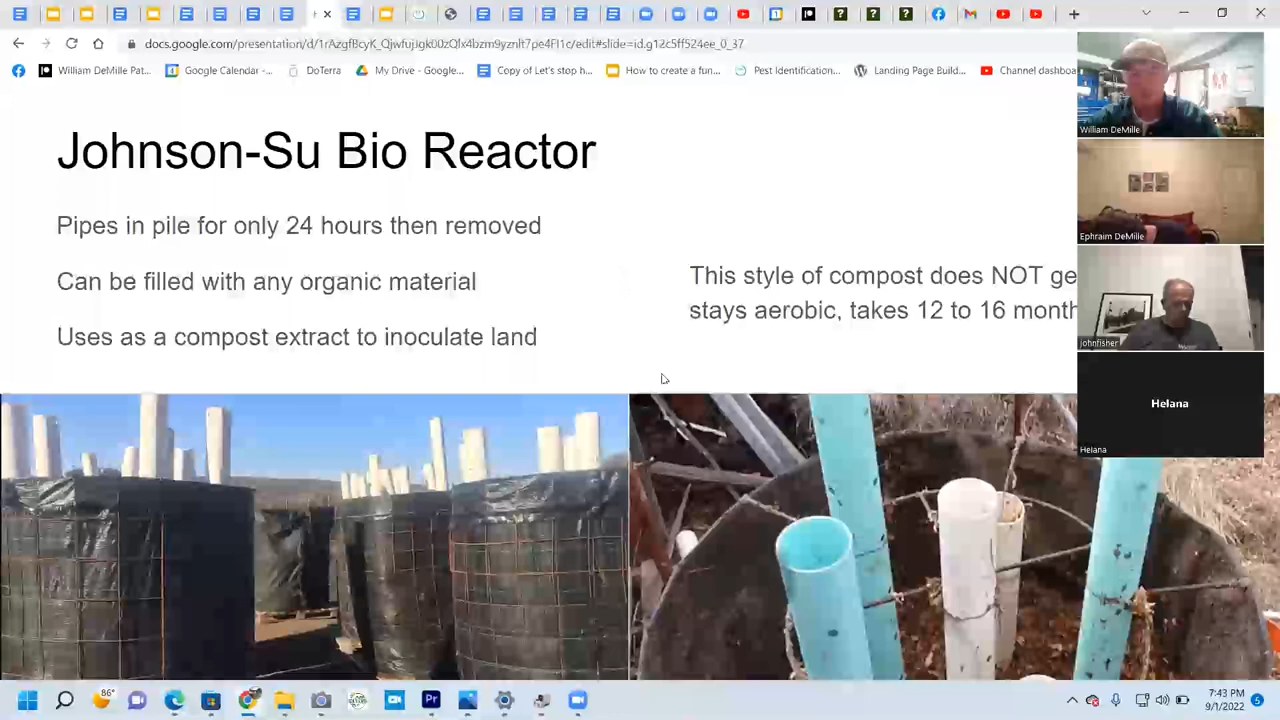 docs.google.com/presentation/d/1rAzgfBcyK_Qjwfujigk00zQfx4bzm9yznlt7pe4FI1c/edit#slide=id.g12c5ff524ee_0_37
William DeMille Pat...
Google Calendar -...
DoTerra
My Drive - Google...
Copy of Let's stop h...
How to create a fun...
Pest Identification...
Landing Page Build...
Channel dashboa
Johnson-Su Bio Reactor
Pipes in pile for only 24 hours then removed
Can be filled with any organic material
Uses as a compost extract to inoculate land
This style of compost does NOT ge
stays aerobic, takes 12 to 16 month
William DeMille
Ephraim DeMille
johnfisher
Helana
Helana
86°
Pr
7:43 PM
9/1/2022
5